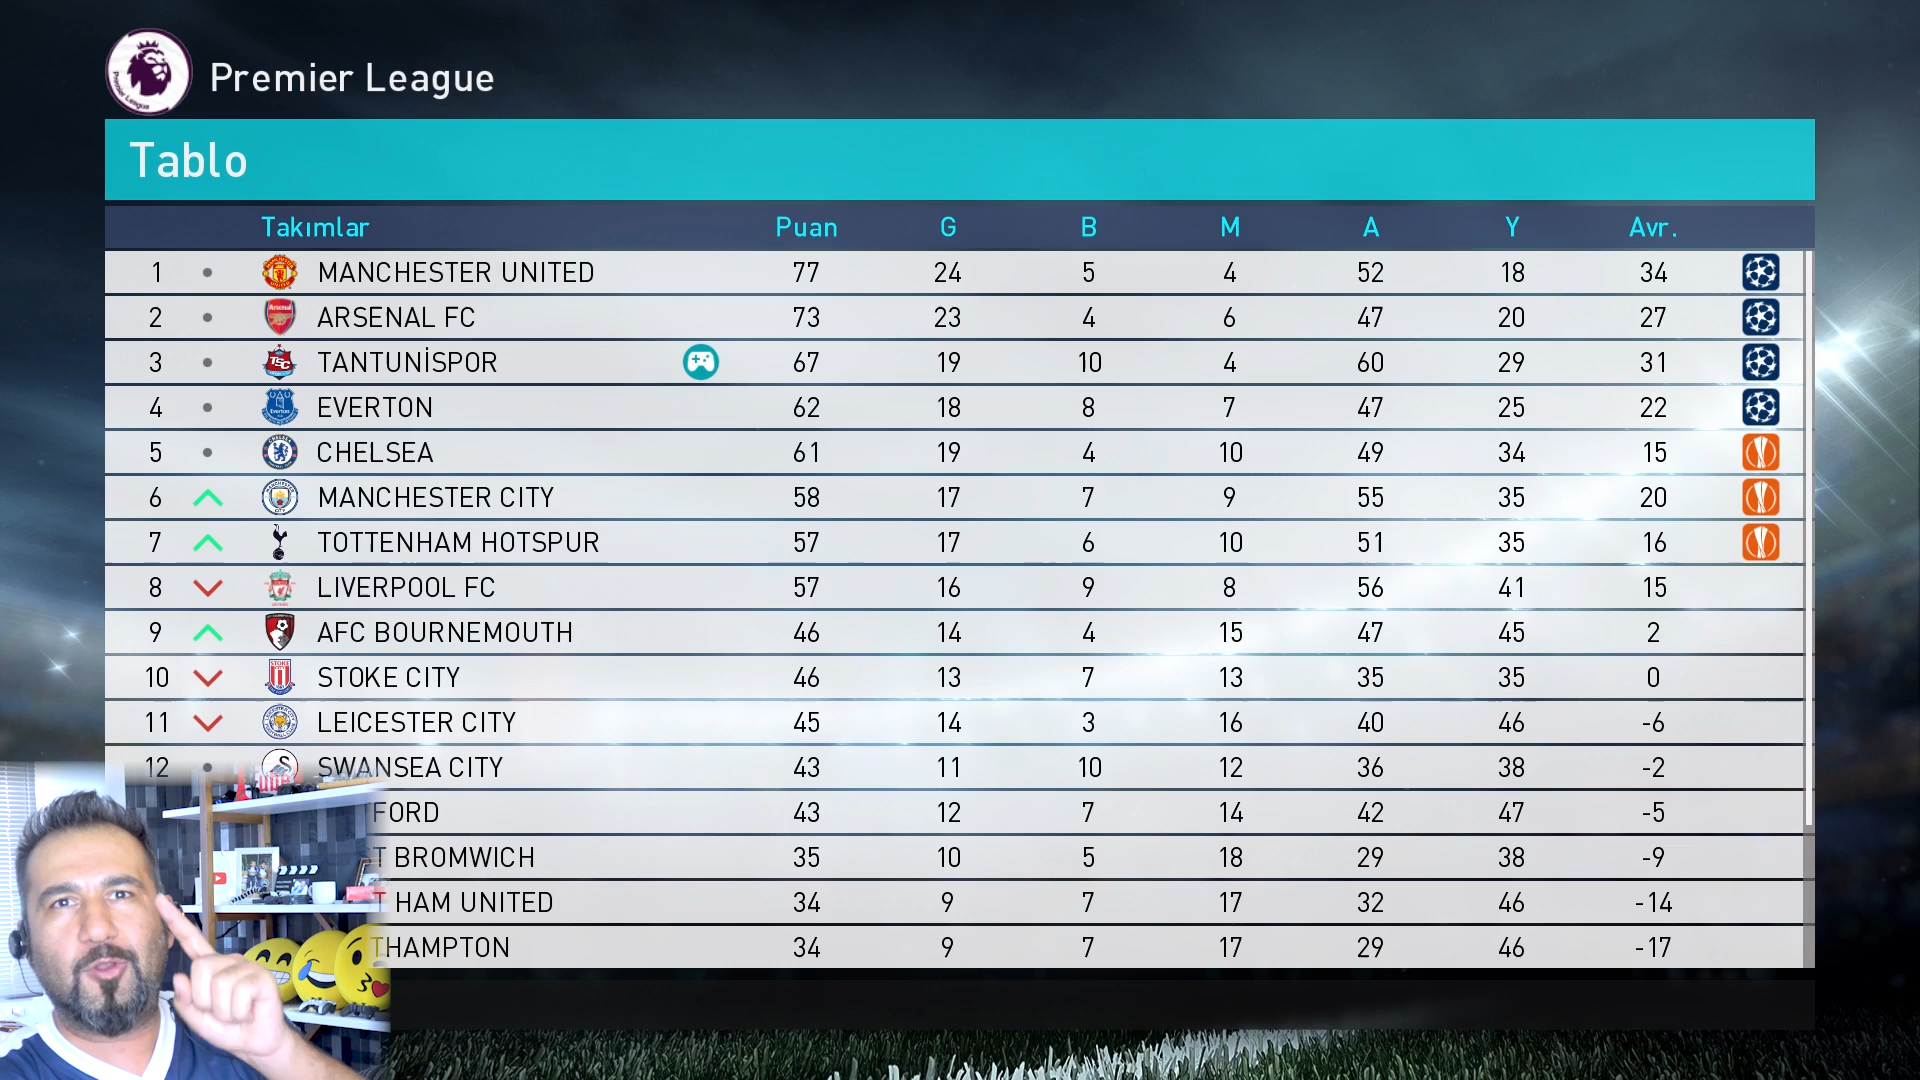 Premier League
Tablo
Takımlar Puan G B M A Y Avr.
1 MANCHESTER UNITED 77 24 5 4 52 18 34
2 ARSENAL FC 73 23 4 6 47 20 27
3 TANTUNİSPOR 67 19 10 4 60 29 31
4 EVERTON 62 18 8 7 47 25 22
5 CHELSEA 61 19 4 10 49 34 15
6 MANCHESTER CITY 58 17 7 9 55 35 20
7 TOTTENHAM HOTSPUR 57 17 6 10 51 35 16
8 LIVERPOOL FC 57 16 9 8 56 41 15
9 AFC BOURNEMOUTH 46 14 4 15 47 45 2
10 STOKE CITY 46 13 7 13 35 35 0
11 LEICESTER CITY 45 14 3 16 40 46 -6
12 SWANSEA CITY 43 11 10 12 36 38 -2
FORD 43 12 7 14 42 47 -5
T BROMWICH 35 10 5 18 29 38 -9
T HAM UNITED 34 9 7 17 32 46 -14
THAMPTON 34 9 7 17 29 46 -17